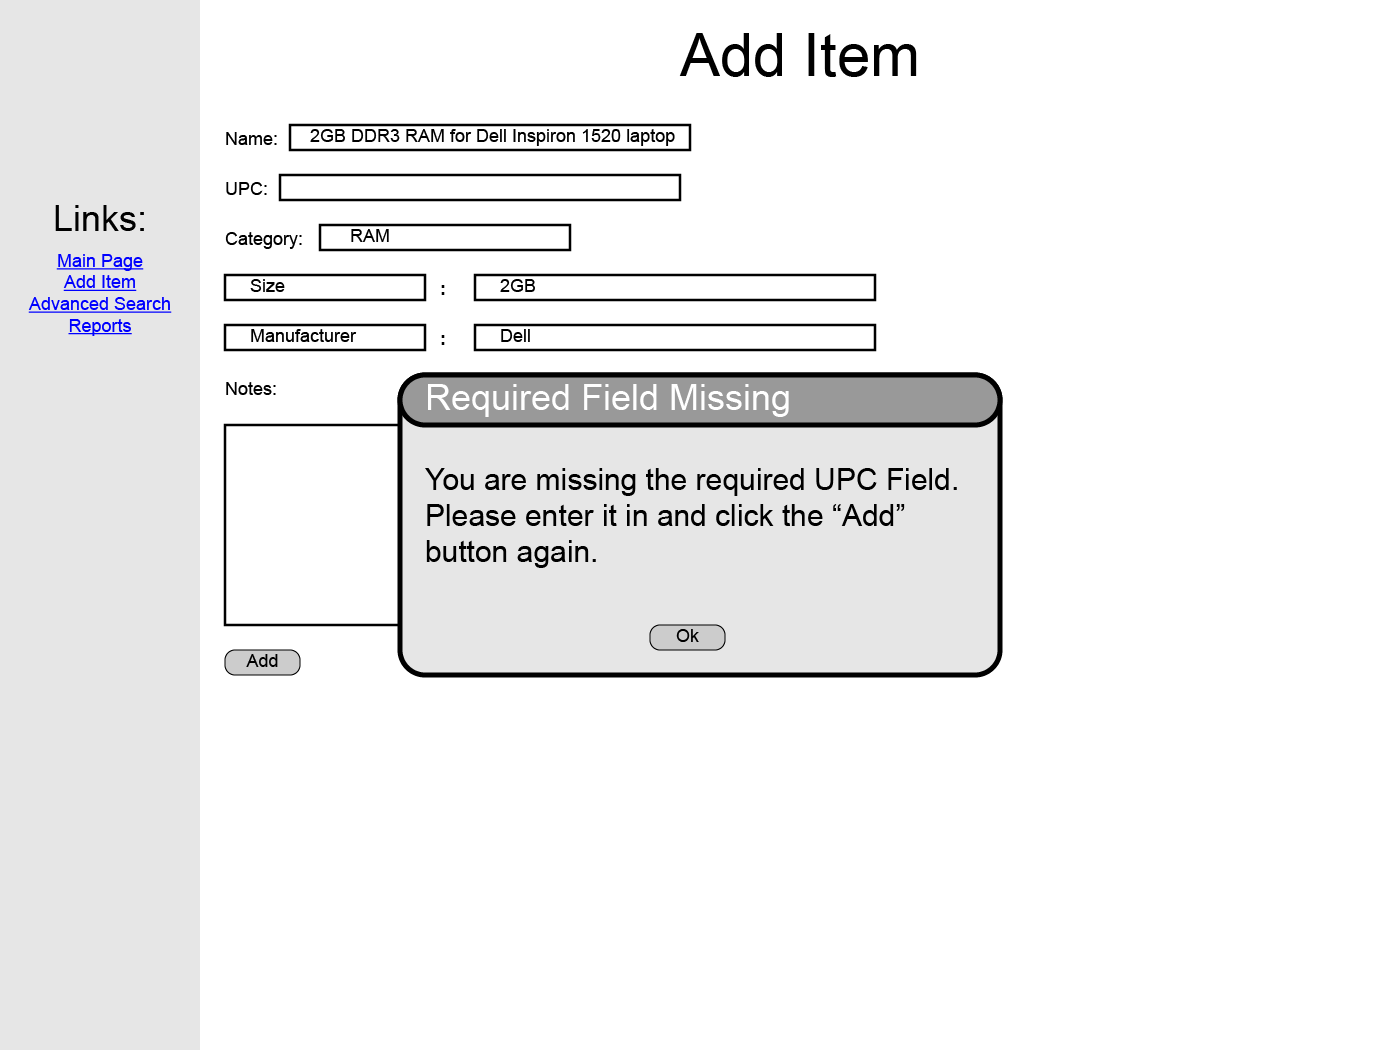 Add Item
Links:
Main Page
Add Item
Advanced Search
Reports
Name: 2GB DDR3 RAM for Dell Inspiron 1520 laptop
UPC:
Category: RAM
Size : 2GB
Manufacturer : Dell
Notes:
Required Field Missing
You are missing the required UPC Field.
Please enter it in and click the “Add”
button again.
Ok
Add